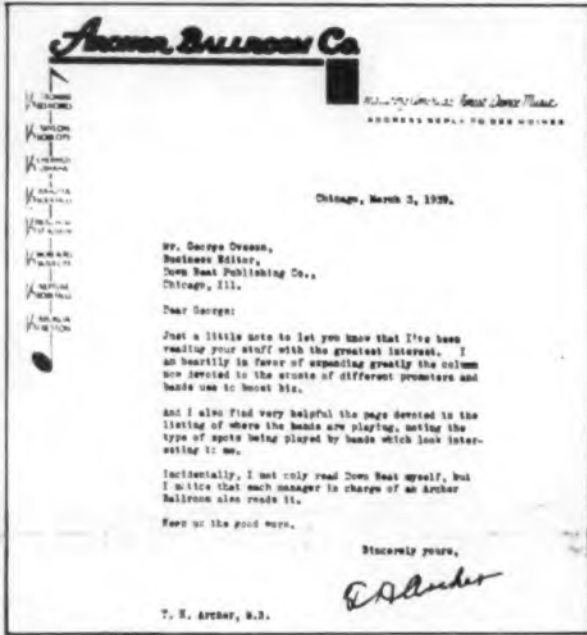 Archer Ballroom Co.
Finest Dance Music
ADDRESS REPLY TO DES MOINES
Chicago, March 3, 1939.
Mr. George
Business Editor,
Down Beat Publishing Co.,
Chicago, Ill.
Dear George:
Just a little note to let you know that I've been
reading your stuff with the greatest interest. I
am heartily in favor of expanding greatly the column
now devoted to the stunts of different promoters and
bands use to boost biz.
And I also find very helpful the page devoted to the
listing of where the bands are playing, noting the
type of spots being played by bands which look inter-
esting to me.
Incidentally, I not only read Down Beat myself, but
I notice that each manager in charge of an Archer
Ballroom also reads it.
Keep up the good work.
Sincerely yours,
T. H. Archer, M.D.